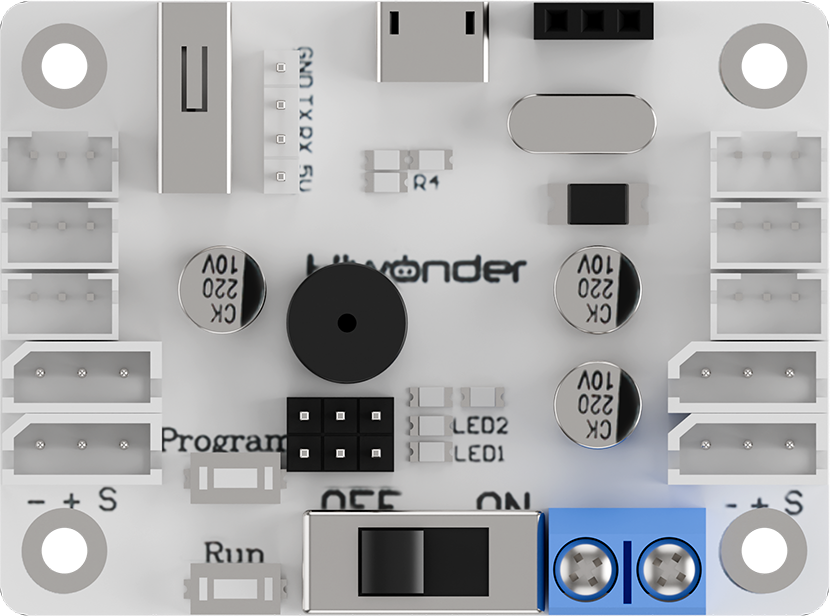 GND TX RX 5V
R4
Hiwonder
10V
220
CK
10V
220
CK
10V
220
CK
LED2
LED1
Program
- + S
OFF ON
- + S
Run